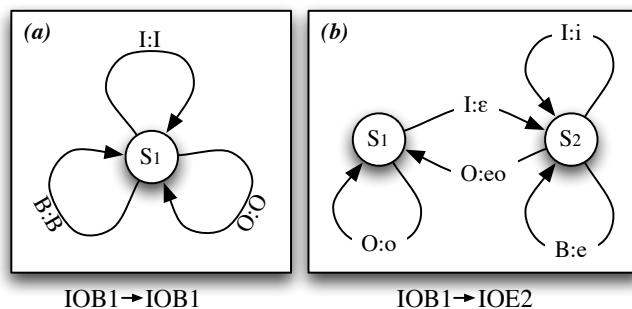 (a)
I:I
S1
B:B
O:O
IOB1→IOB1
(b)
I:i
I:ε
S1
S2
O:eo
O:o
B:e
IOB1→IOE2